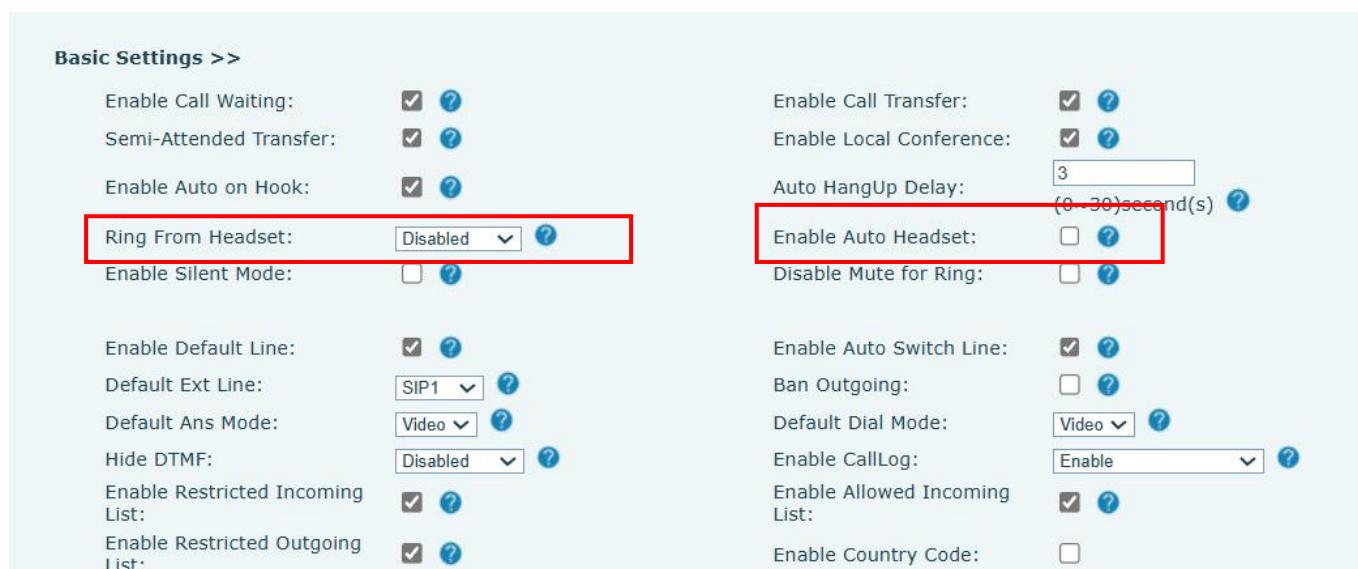 Basic Settings >>
Enable Call Waiting: ? Enable Call Transfer: ?
Semi-Attended Transfer: ? Enable Local Conference: ?
Enable Auto on Hook: ? Auto HangUp Delay: 3
(0~30)second(s) ?
Ring From Headset: Disabled ? Enable Auto Headset: ?
Enable Silent Mode: ? Disable Mute for Ring: ?
Enable Default Line: ? Enable Auto Switch Line: ?
Default Ext Line: SIP1 ? Ban Outgoing: ?
Default Ans Mode: Video ? Default Dial Mode: Video ?
Hide DTMF: Disabled ? Enable CallLog: Enable ?
Enable Restricted Incoming
List: ? Enable Allowed Incoming
List: ?
Enable Restricted Outgoing
List: ? Enable Country Code: